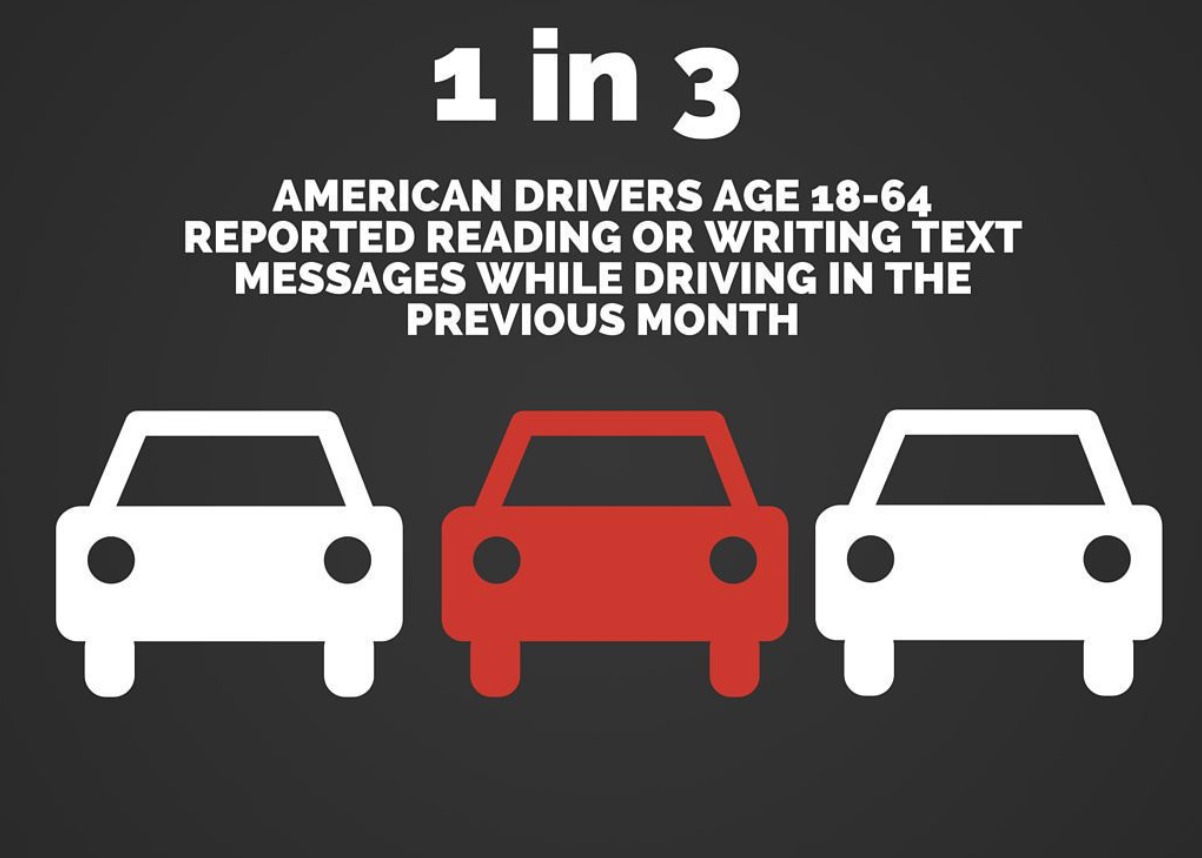 1 in 3
AMERICAN DRIVERS AGE 18-64
REPORTED READING OR WRITING TEXT
MESSAGES WHILE DRIVING IN THE
PREVIOUS MONTH